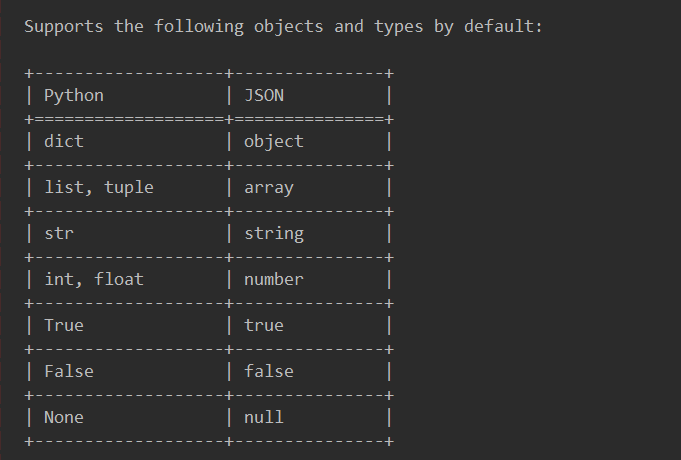 Supports the following objects and types by default:
+-------------------+---------------+
| Python            | JSON          |
+===================+===============+
| dict              | object        |
+-------------------+---------------+
| list, tuple       | array         |
+-------------------+---------------+
| str               | string        |
+-------------------+---------------+
| int, float        | number        |
+-------------------+---------------+
| True              | true          |
+-------------------+---------------+
| False             | false         |
+-------------------+---------------+
| None              | null          |
+-------------------+---------------+